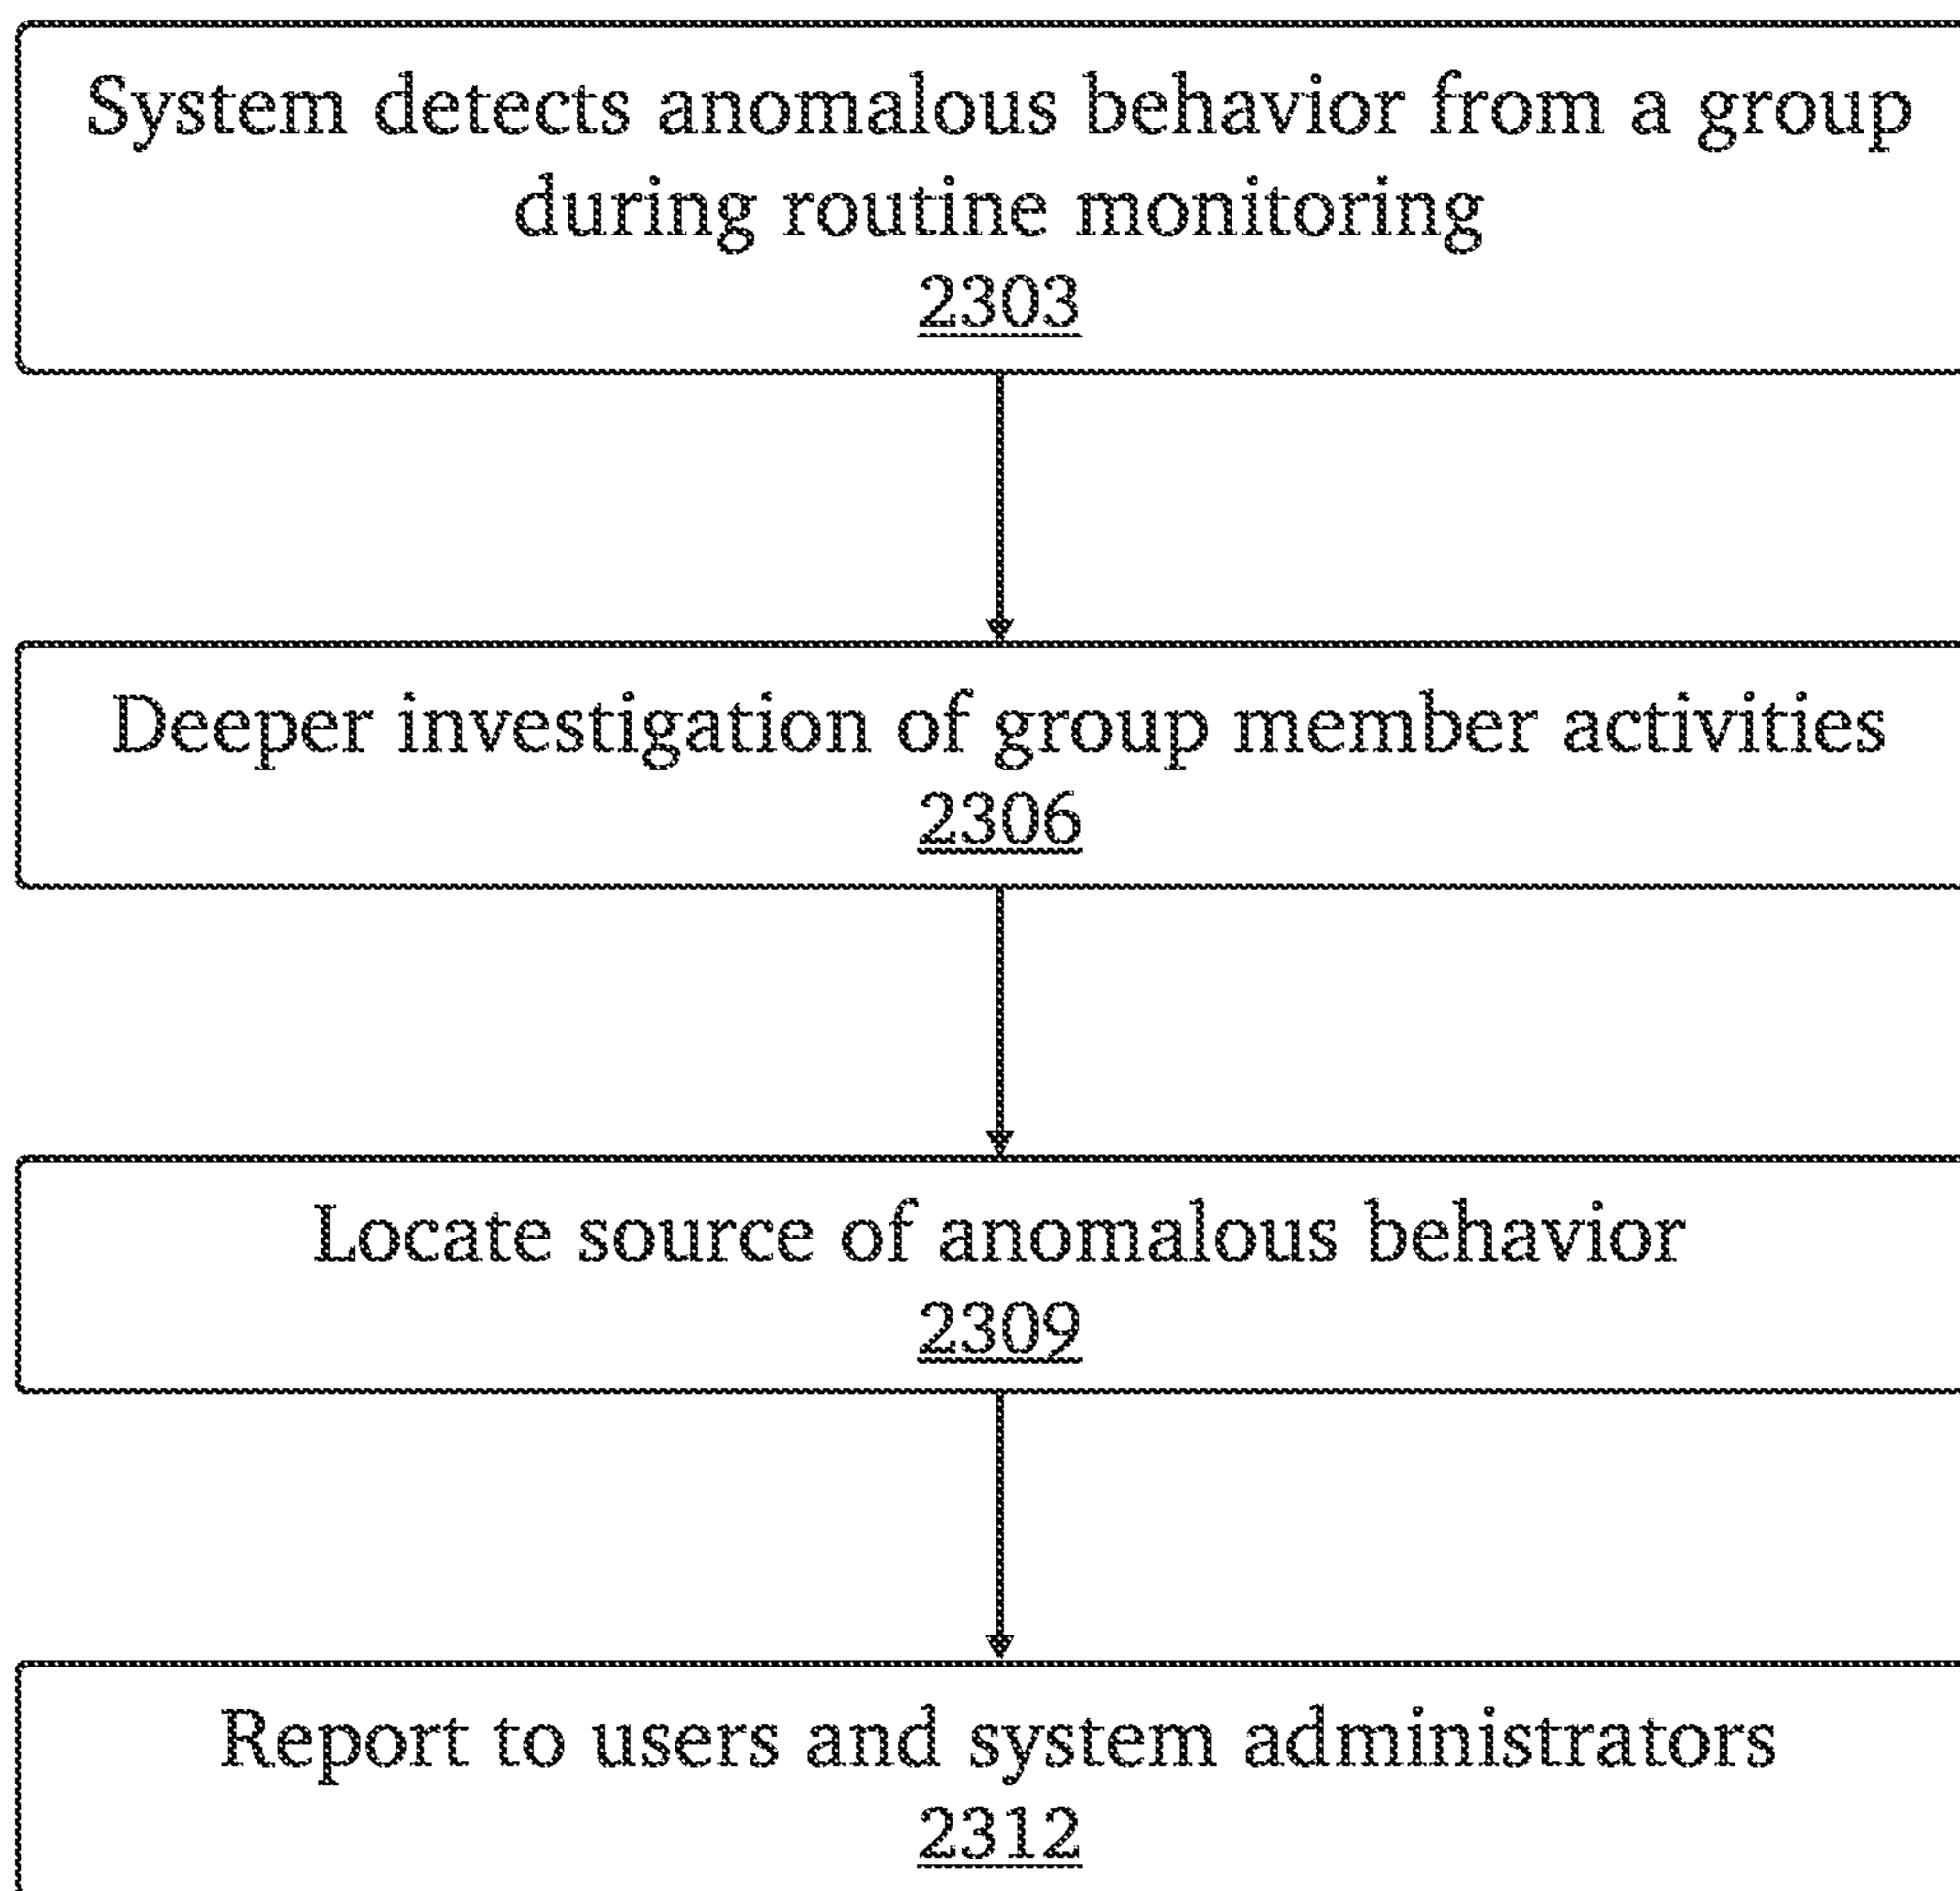 System detects anomalous behavior from a group
during routine monitoring
2303
Deeper investigation of group member activities
2306
Locate source of anomalous behavior
2309
Report to users and system administrators
2312